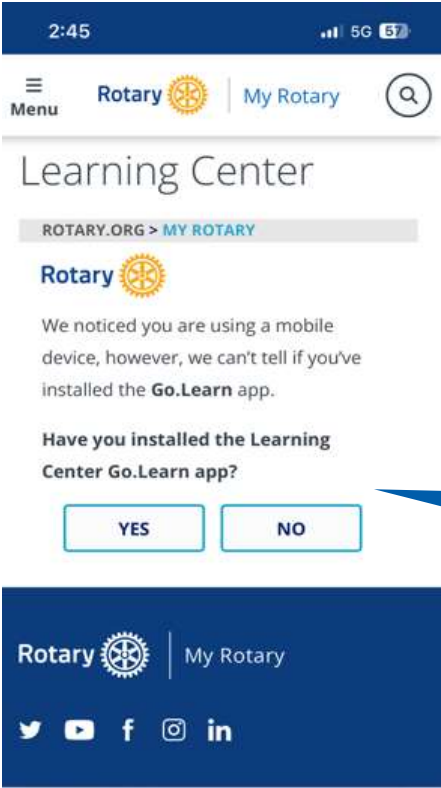 2:45 5G 57
Menu Rotary My Rotary
Learning Center
ROTARY.ORG > MY ROTARY
Rotary
We noticed you are using a mobile
device, however, we can't tell if you've
installed the Go.Learn app.
Have you installed the Learning
Center Go.Learn app?
YES NO
Rotary My Rotary